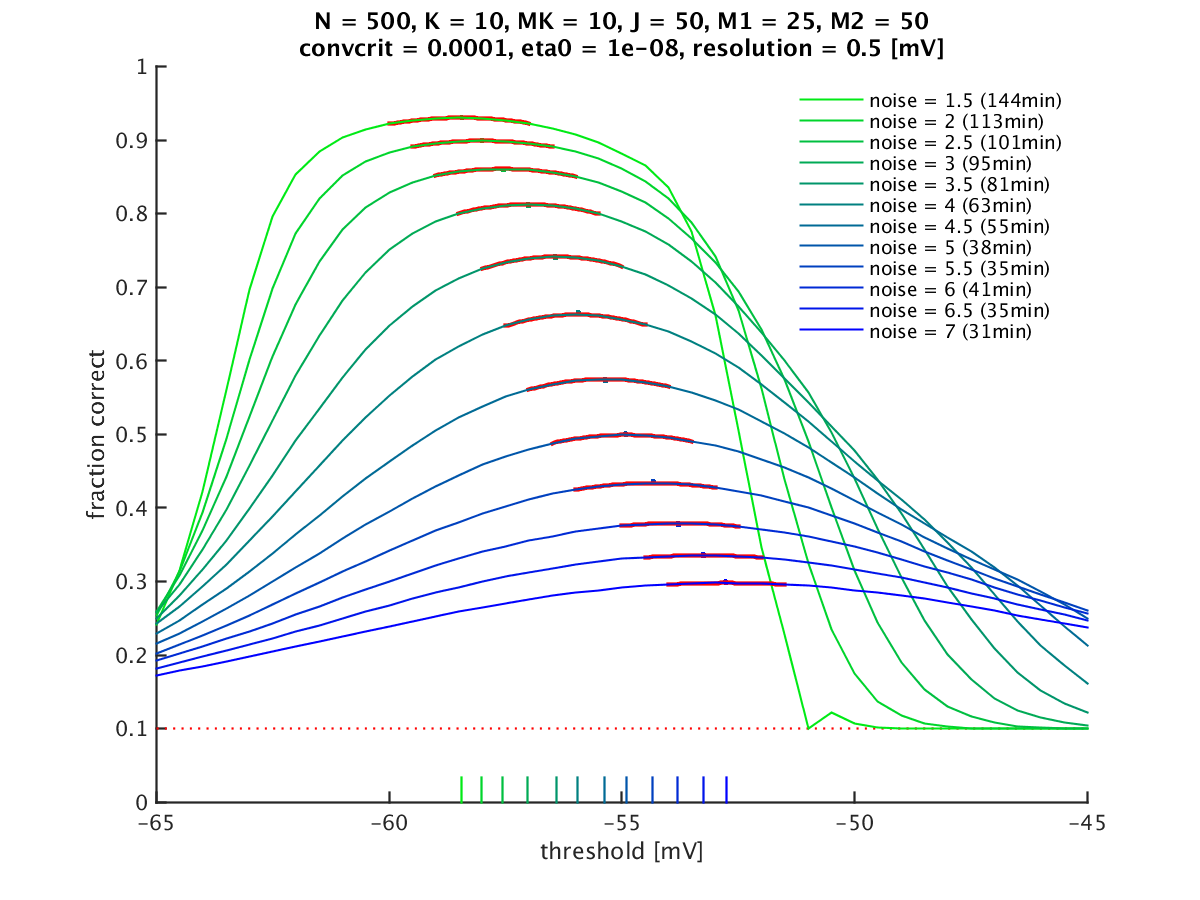 N = 500, K = 10, MK = 10, J = 50, M1 = 25, M2 = 50
convcrit = 0.0001, eta0 = 1e-08, resolution = 0.5 [mV]
1
0.9
0.8
0.7
0.6
0.5
0.4
0.3
0.2
0.1
0
fraction correct
noise = 1.5 (144min)
noise = 2 (113min)
noise = 2.5 (101min)
noise = 3 (95min)
noise = 3.5 (81min)
noise = 4 (63min)
noise = 4.5 (55min)
noise = 5 (38min)
noise = 5.5 (35min)
noise = 6 (41min)
noise = 6.5 (35min)
noise = 7 (31min)
-65 -60 -55 -50 -45
threshold [mV]